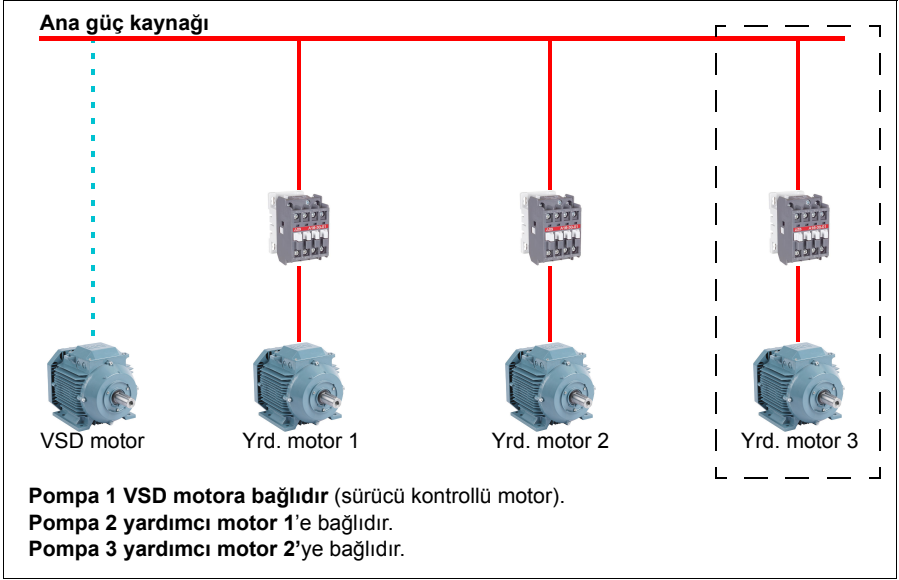 Ana güç kaynağı
VSD motor
Yrd. motor 1
Yrd. motor 2
Yrd. motor 3
Pompa 1 VSD motora bağlıdır (sürücü kontrollü motor).
Pompa 2 yardımcı motor 1’e bağlıdır.
Pompa 3 yardımcı motor 2’ye bağlıdır.